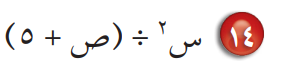 ١٤ س٢ ÷ (ص + ٥)